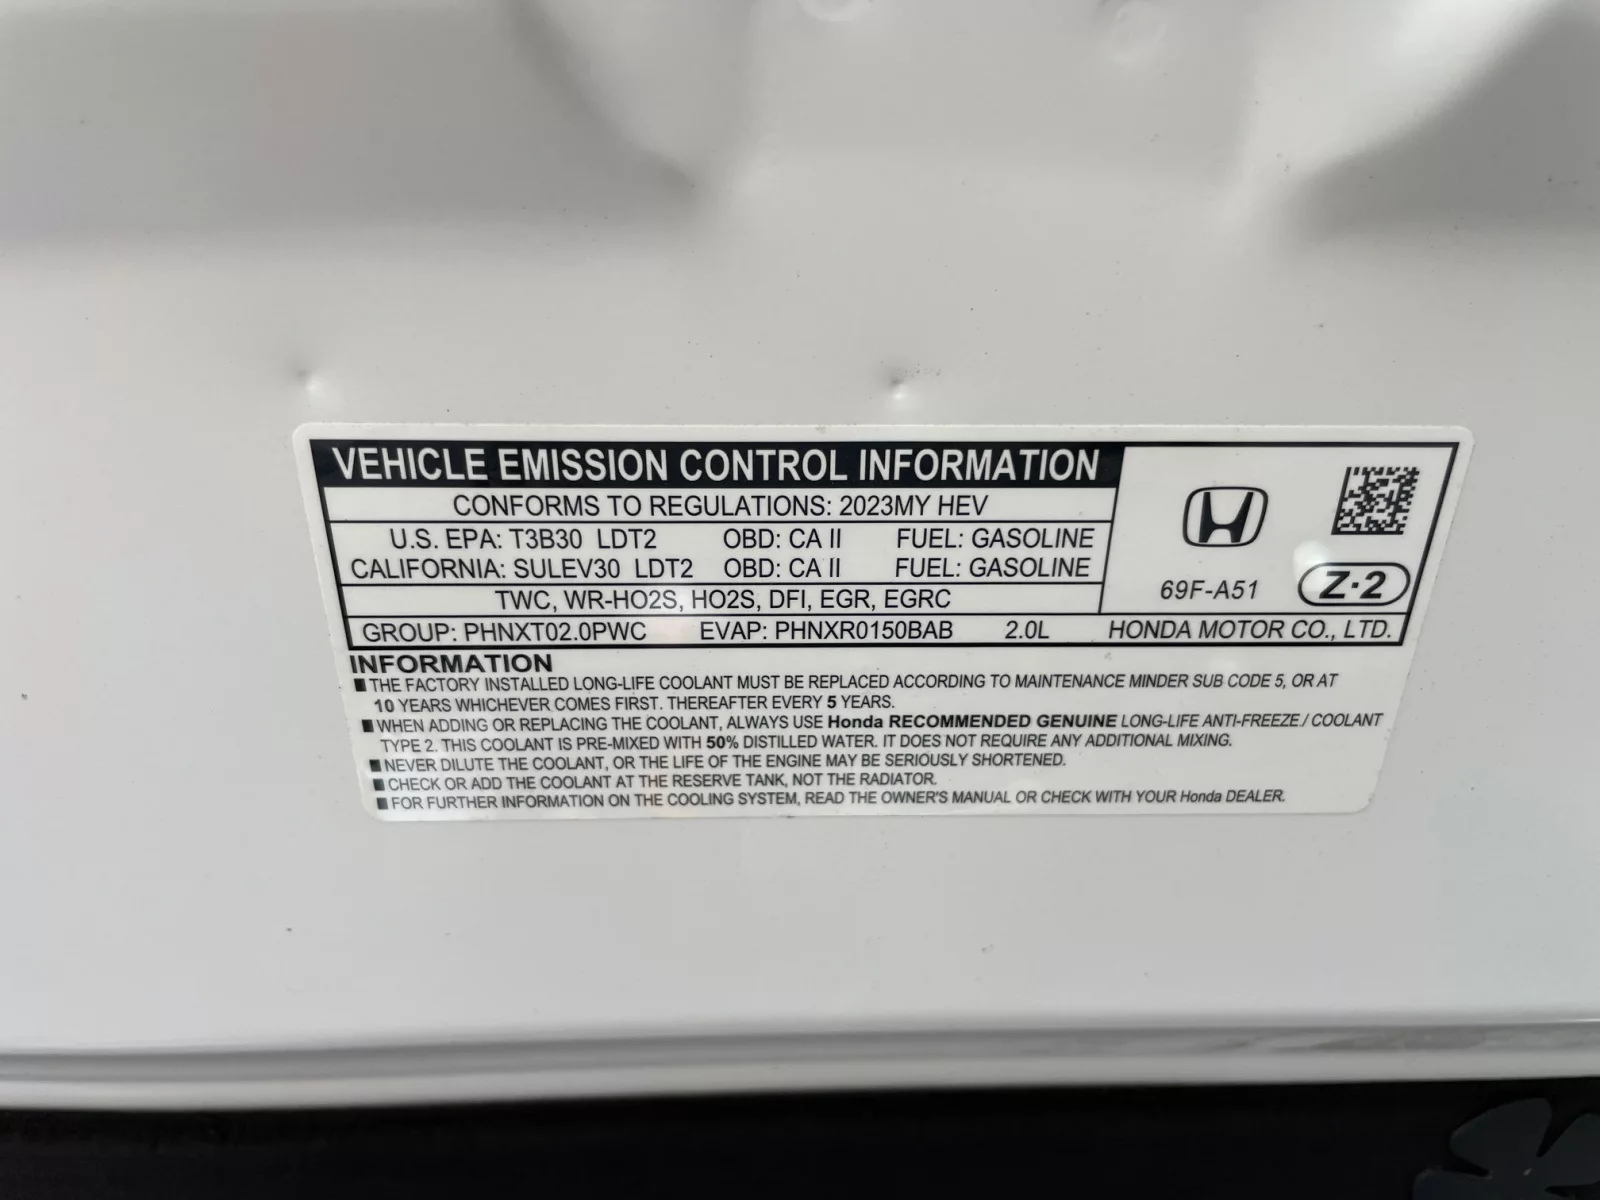 VEHICLE EMISSION CONTROL INFORMATION
CONFORMS TO REGULATIONS: 2023MY HEV
U.S. EPA: T3B30 LDT2 OBD: CA II FUEL: GASOLINE
CALIFORNIA: SULEV30 LDT2 OBD: CA II FUEL: GASOLINE
TWC, WR-HO2S, HO2S, DFI, EGR, EGRC
69F-A51 Z·2
GROUP: PHNXT02.0PWC EVAP: PHNXR0150BAB 2.0L HONDA MOTOR CO., LTD.
INFORMATION
■ THE FACTORY INSTALLED LONG-LIFE COOLANT MUST BE REPLACED ACCORDING TO MAINTENANCE MINDER SUB CODE 5, OR AT
10 YEARS WHICHEVER COMES FIRST. THEREAFTER EVERY 5 YEARS.
■ WHEN ADDING OR REPLACING THE COOLANT, ALWAYS USE Honda RECOMMENDED GENUINE LONG-LIFE ANTI-FREEZE / COOLANT
TYPE 2. THIS COOLANT IS PRE-MIXED WITH 50% DISTILLED WATER. IT DOES NOT REQUIRE ANY ADDITIONAL MIXING.
■ NEVER DILUTE THE COOLANT, OR THE LIFE OF THE ENGINE MAY BE SERIOUSLY SHORTENED.
■ CHECK OR ADD THE COOLANT AT THE RESERVE TANK, NOT THE RADIATOR.
■ FOR FURTHER INFORMATION ON THE COOLING SYSTEM, READ THE OWNER'S MANUAL OR CHECK WITH YOUR Honda DEALER.